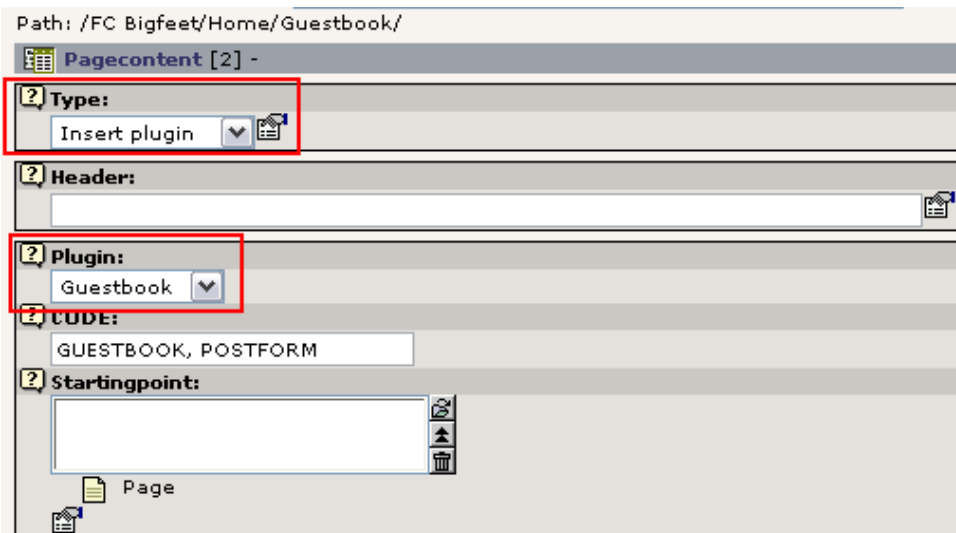 Path: /FC Bigfeet/Home/Guestbook/
Pagecontent [2] -
Type:
Insert plugin
Header:
Plugin:
Guestbook
CODE:
GUESTBOOK, POSTFORM
Startingpoint:
Page